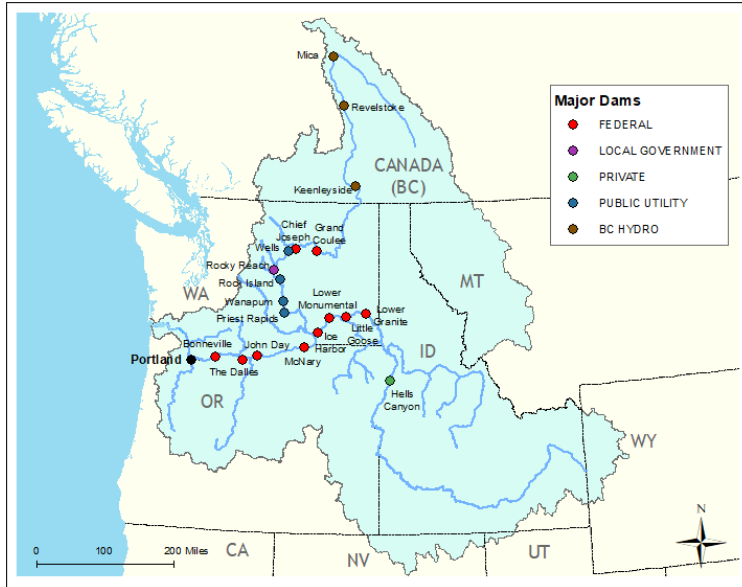 Mica
Revelstoke
CANADA
(BC)
Keenleyside
Major Dams
FEDERAL
LOCAL GOVERNMENT
PRIVATE
PUBLIC UTILITY
BC HYDRO
Chief
Joseph
Grand
Coulee
Wells
Rocky Reach
Rock Island
Wanapum
Priest Rapids
WA
MT
Lower
Monumental
Lower
Granite
Little
Goose
Ice
Harbor
Bonneville
John Day
McNary
Portland
The Dalles
ID
Hells
Canyon
OR
WY
N
0 100 200 Miles
CA
NV
UT